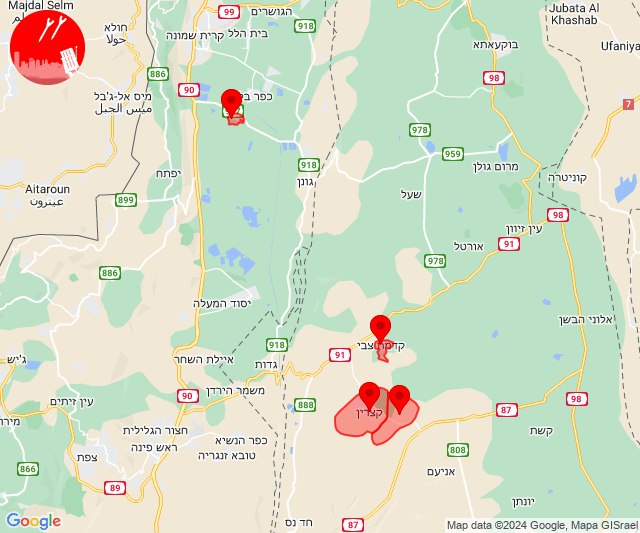 Majdal Selm
99
הגושרים
918
Jubata Al
Khashab
חולא
حولا
קרית שמונה
בית הלל
בוקעאתא
Ufaniya
886
98
90
כפר בלום
7
מיס אל-ג'בל
ميس الجبل
978
918
959
מרום גולן
יפתח
גונן
קוניטרה
Aitaroun
عيترون
899
שעל
98
עין זיוון
91
אורטל
886
978
יסוד המעלה
אלוני הבשן
918
קדמת צבי
ג'יש
איילת השחר
91
גדות
משמר הירדן
90
98
עין זיתים
888
קצרין
87
חצור הגלילית
קשת
ראש פינה
כפר הנשיא
טובא זנגריה
צפת
808
866
אניעם
89
יונתן
חד נס
87
Google
Map data ©2024 Google, Mapa GISrael